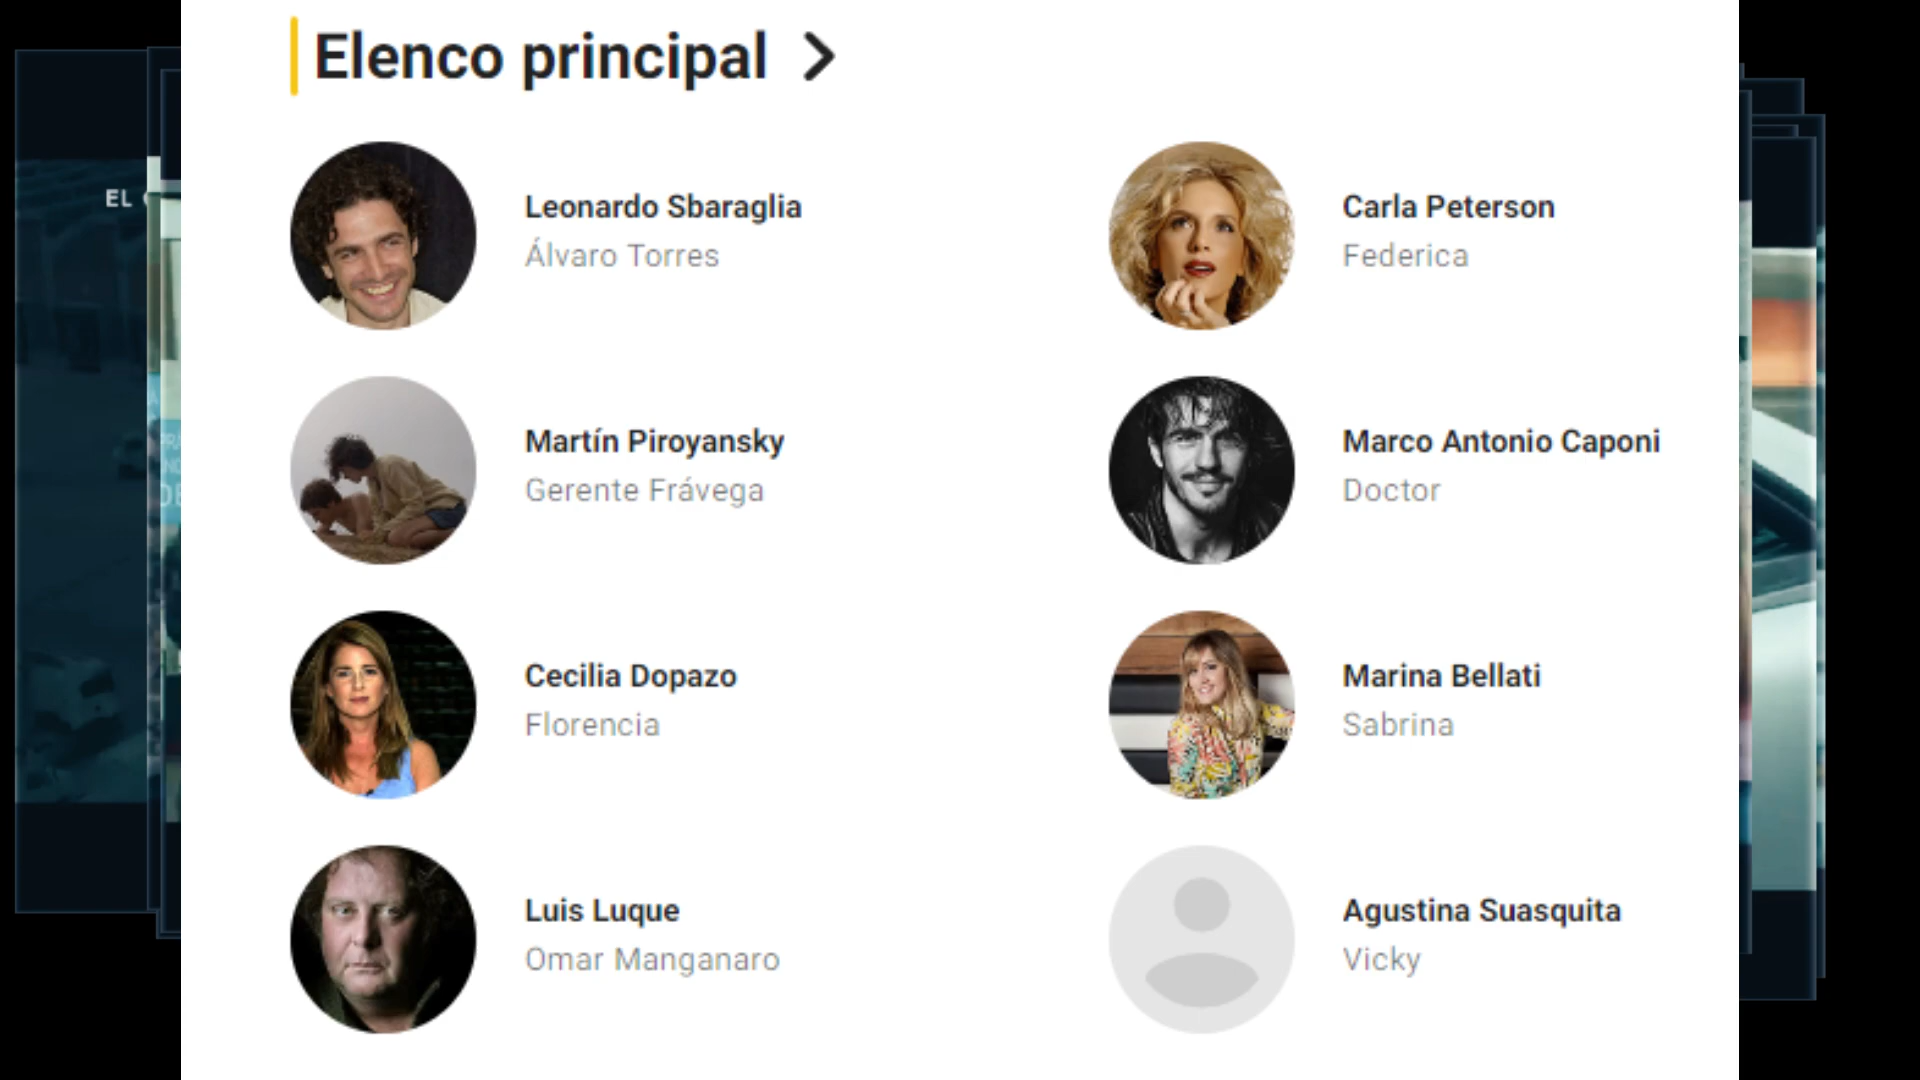 Elenco principal
EL
Leonardo Sbaraglia
Álvaro Torres
Carla Peterson
Federica
Martín Piroyansky
Gerente Frávega
Marco Antonio Caponi
Doctor
Cecilia Dopazo
Florencia
Marina Bellati
Sabrina
Luis Luque
Omar Manganaro
Agustina Suasquita
Vicky